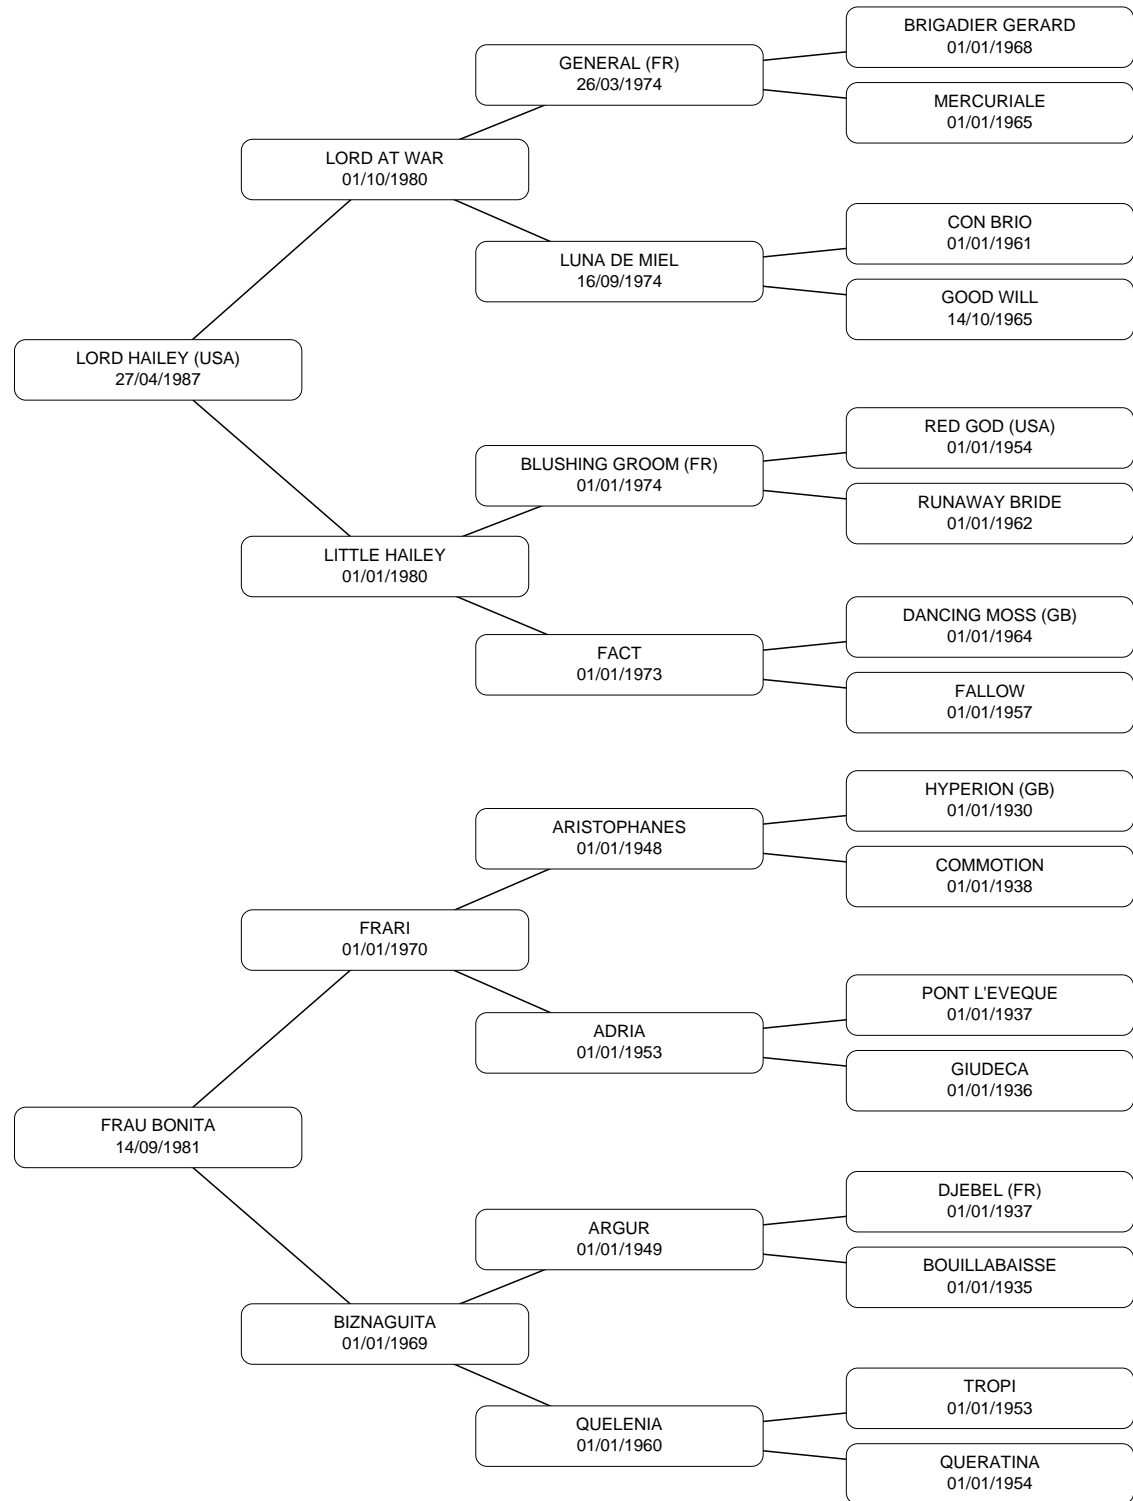 BRIGADIER GERARD
01/01/1968
GENERAL (FR)
26/03/1974
MERCURIALE
01/01/1965
LORD AT WAR
01/10/1980
CON BRIO
01/01/1961
LUNA DE MIEL
16/09/1974
GOOD WILL
14/10/1965
LORD HAILEY (USA)
27/04/1987
RED GOD (USA)
01/01/1954
BLUSHING GROOM (FR)
01/01/1974
RUNAWAY BRIDE
01/01/1962
LITTLE HAILEY
01/01/1980
DANCING MOSS (GB)
01/01/1964
FACT
01/01/1973
FALLOW
01/01/1957
HYPERION (GB)
01/01/1930
ARISTOPHANES
01/01/1948
COMMOTION
01/01/1938
FRARI
01/01/1970
PONT L'EVEQUE
01/01/1937
ADRIA
01/01/1953
GIUDECA
01/01/1936
FRAU BONITA
14/09/1981
DJEBEL (FR)
01/01/1937
ARGUR
01/01/1949
BOUILLABAISSE
01/01/1935
BIZNAGUITA
01/01/1969
TROPI
01/01/1953
QUELENIA
01/01/1960
QUERATINA
01/01/1954